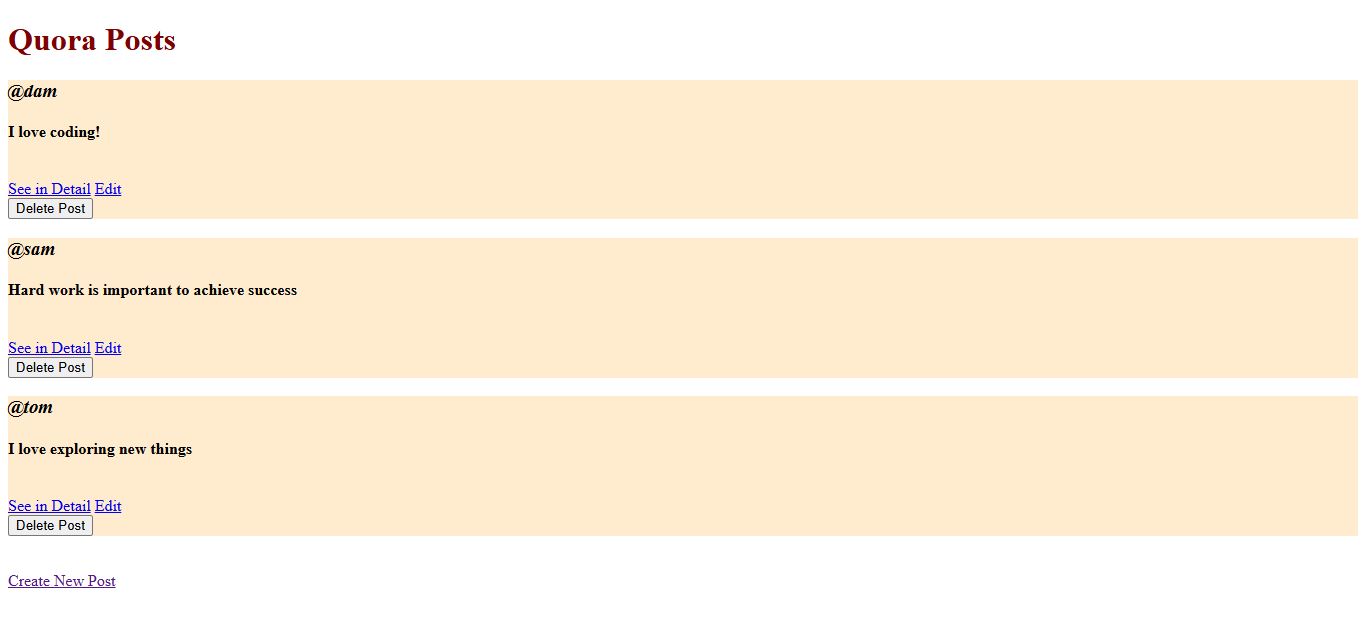 Quora Posts
@dam
I love coding!
See in Detail Edit
Delete Post
@sam
Hard work is important to achieve success
See in Detail Edit
Delete Post
@tom
I love exploring new things
See in Detail Edit
Delete Post
Create New Post